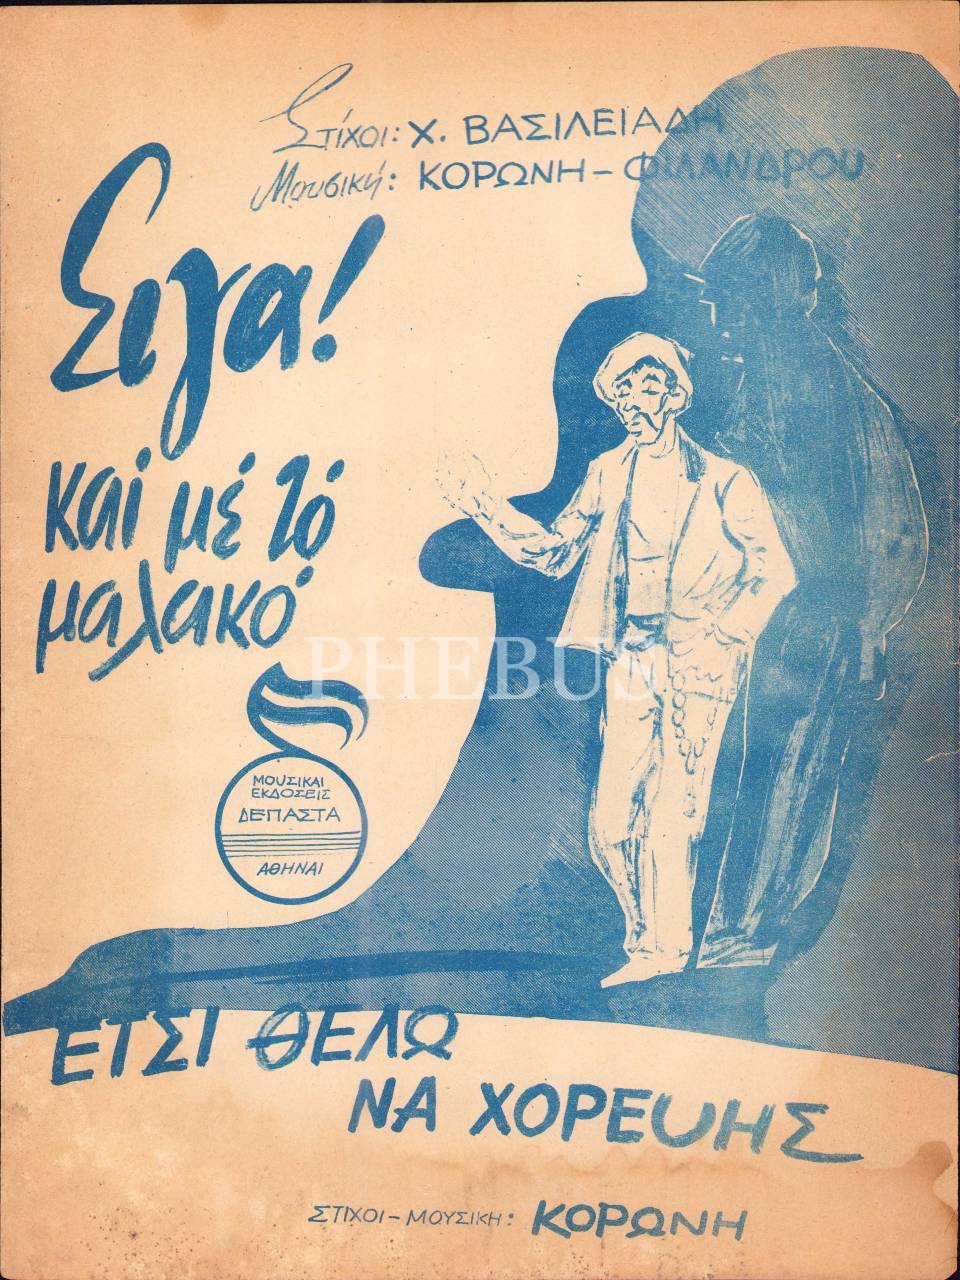 Στίχοι: Χ. ΒΑΣΙΛΕΙΑΔΗ
Μουσική: ΚΟΡΩΝΗ – ΦΙΛΑΝΔΡΟΥ
Σιγα!
και μέ τό
μαλακό
PHEBUS
ΜΟΥΣΙΚΑΙ
ΕΚΔΟΣΕΙΣ
ΔΕΠΑΣΤΑ
ΑΘΗΝΑΙ
ΕΤΣΙ ΘΕΛΩ
ΝΑ ΧΟΡΕΨΗΣ
ΣΤΙΧΟΙ – ΜΟΥΣΙΚΗ: ΚΟΡΩΝΗ